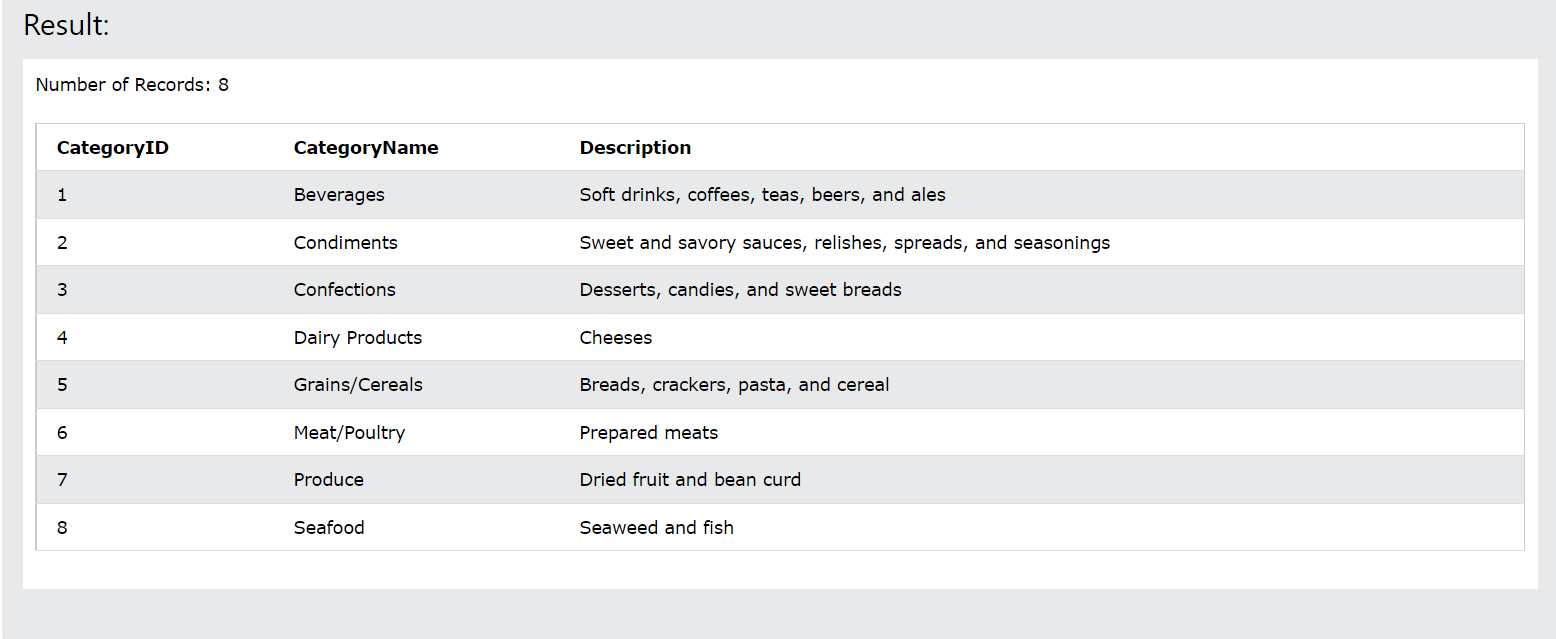 Result:
Number of Records: 8
CategoryID CategoryName Description
1 Beverages Soft drinks, coffees, teas, beers, and ales
2 Condiments Sweet and savory sauces, relishes, spreads, and seasonings
3 Confections Desserts, candies, and sweet breads
4 Dairy Products Cheeses
5 Grains/Cereals Breads, crackers, pasta, and cereal
6 Meat/Poultry Prepared meats
7 Produce Dried fruit and bean curd
8 Seafood Seaweed and fish